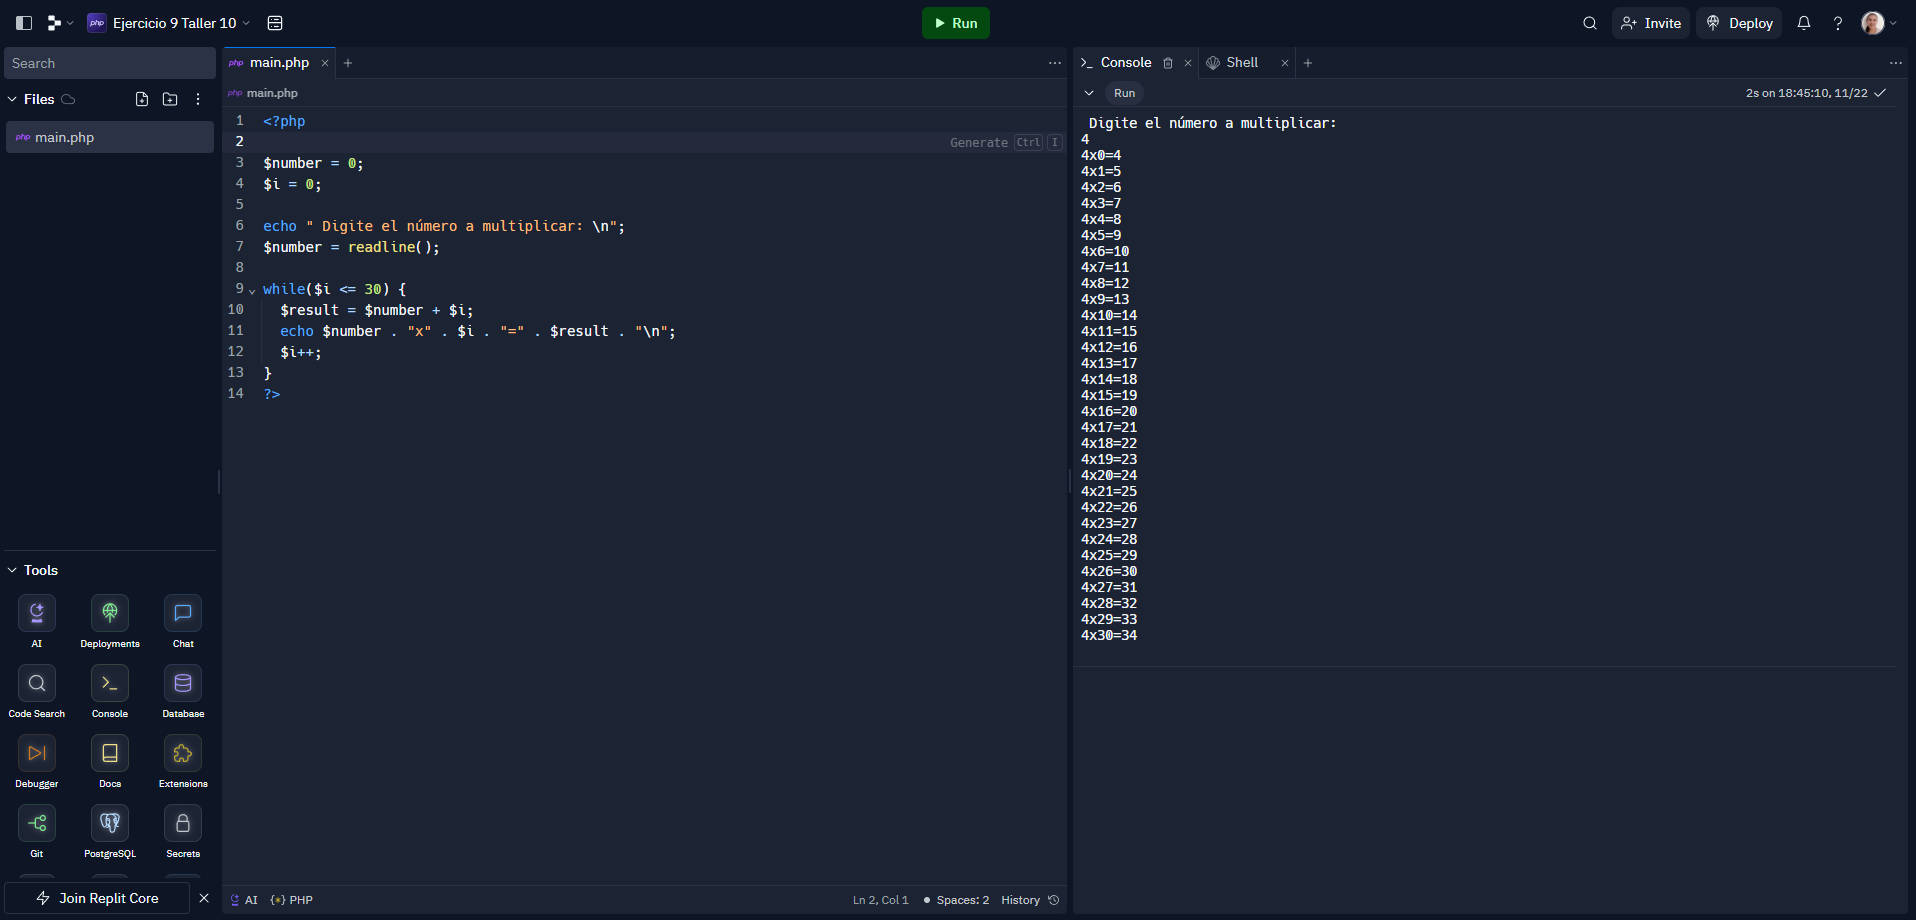 php Ejercicio 9 Taller 10
Run
Invite
Deploy
Search
Files
php main.php
php main.php
php main.php
1 <?php
2
Generate Ctrl I
3 $number = 0;
4 $i = 0;
5
6 echo " Digite el número a multiplicar: \n";
7 $number = readline();
8
9 while($i <= 30) {
10 $result = $number + $i;
11 echo $number . "x" . $i . "=" . $result . "\n";
12 $i++;
13 }
14 ?>
Console
Shell
Run
2s on 18:45:10, 11/22
Digite el número a multiplicar:
4
4x0=4
4x1=5
4x2=6
4x3=7
4x4=8
4x5=9
4x6=10
4x7=11
4x8=12
4x9=13
4x10=14
4x11=15
4x12=16
4x13=17
4x14=18
4x15=19
4x16=20
4x17=21
4x18=22
4x19=23
4x20=24
4x21=25
4x22=26
4x23=27
4x24=28
4x25=29
4x26=30
4x27=31
4x28=32
4x29=33
4x30=34
Tools
AI
Deployments
Chat
Code Search
Console
Database
Debugger
Docs
Extensions
Git
PostgreSQL
Secrets
Join Replit Core
AI
PHP
Ln 2, Col 1
Spaces: 2
History